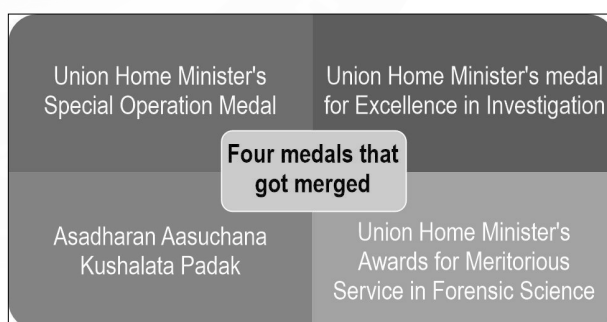 Union Home Minister's
Special Operation Medal
Union Home Minister's medal
for Excellence in Investigation
Four medals that
got merged
Asadharan Aasuchana
Kushalata Padak
Union Home Minister's
Awards for Meritorious
Service in Forensic Science